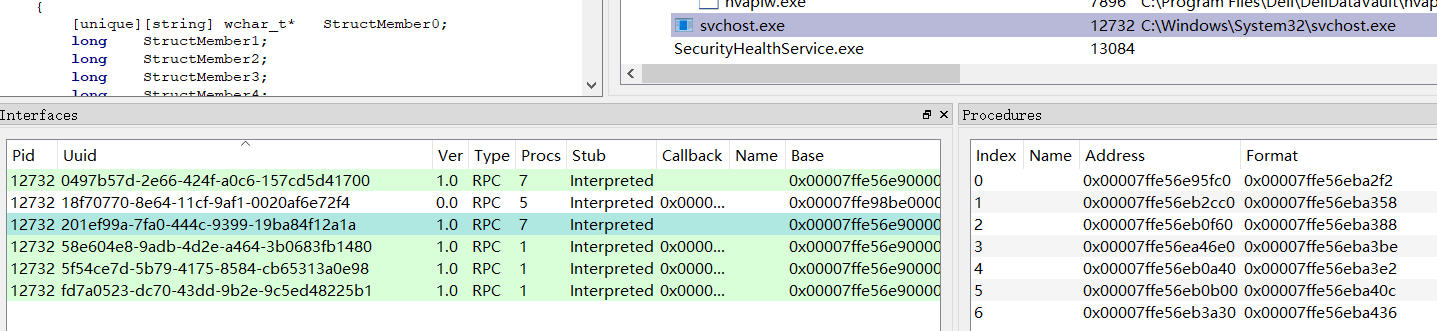 {
[unique][string] wchar_t* StructMember0;
long StructMember1;
long StructMember2;
long StructMember3;
long StructMember4;
nvapiw.exe 7896 C:\Program Files\Dell\DellDataVault\nvap
svchost.exe 12732 C:\Windows\System32\svchost.exe
SecurityHealthService.exe 13084
Interfaces
Pid Uuid Ver Type Procs Stub Callback Name Base
12732 0497b57d-2e66-424f-a0c6-157cd5d41700 1.0 RPC 7 Interpreted 0x00007ffe56e90000
12732 18f70770-8e64-11cf-9af1-0020af6e72f4 0.0 RPC 5 Interpreted 0x0000... 0x00007ffe98be0000
12732 201ef99a-7fa0-444c-9399-19ba84f12a1a 1.0 RPC 7 Interpreted 0x00007ffe56e90000
12732 58e604e8-9adb-4d2e-a464-3b0683fb1480 1.0 RPC 1 Interpreted 0x0000... 0x00007ffe56e90000
12732 5f54ce7d-5b79-4175-8584-cb65313a0e98 1.0 RPC 1 Interpreted 0x0000... 0x00007ffe56e90000
12732 fd7a0523-dc70-43dd-9b2e-9c5ed48225b1 1.0 RPC 1 Interpreted 0x0000... 0x00007ffe56e90000
Procedures
Index Name Address Format
0 0x00007ffe56e95fc0 0x00007ffe56eba2f2
1 0x00007ffe56eb2cc0 0x00007ffe56eba358
2 0x00007ffe56eb0f60 0x00007ffe56eba388
3 0x00007ffe56ea46e0 0x00007ffe56eba3be
4 0x00007ffe56eb0a40 0x00007ffe56eba3e2
5 0x00007ffe56eb0b00 0x00007ffe56eba40c
6 0x00007ffe56eb3a30 0x00007ffe56eba436